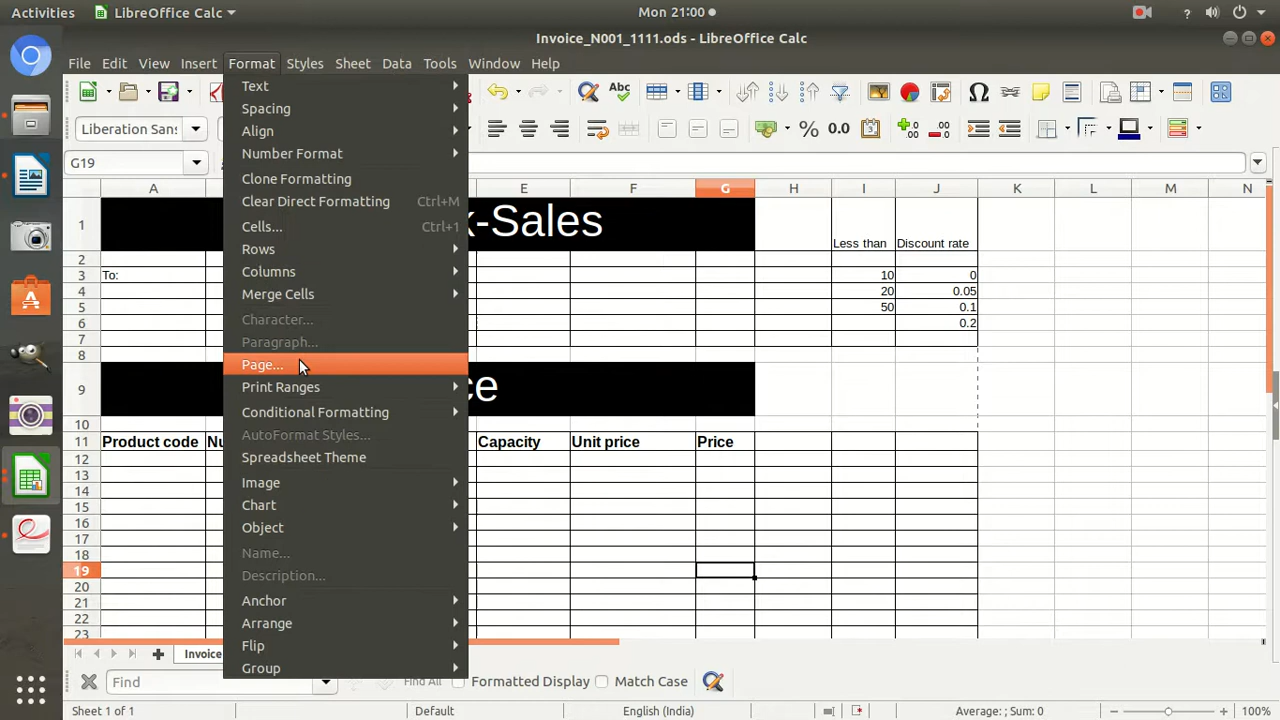 Activities LibreOffice Calc Mon 21:00
Invoice_N001_1111.ods - LibreOffice Calc
File Edit View Insert Format Styles Sheet Data Tools Window Help
Liberation Sans
G19
Text
Spacing
Align
Number Format
Clone Formatting
Clear Direct Formatting Ctrl+M
Cells... Ctrl+1
Rows
Columns
Merge Cells
Character...
Paragraph...
Page...
Print Ranges
Conditional Formatting
AutoFormat Styles...
Spreadsheet Theme
Image
Chart
Object
Name...
Description...
Anchor
Arrange
Flip
Group
A E F G H I J K L M N
1 k-Sales Less than Discount rate
2
3 To: 10 0
4 20 0.05
5 50 0.1
6 0.2
7
8
9 ce
10
11 Product code Nu Capacity Unit price Price
12
13
14
15
16
17
18
19
20
21
22
23
Invoice
Find Find All Formatted Display Match Case
Sheet 1 of 1 Default English (India) Average: ; Sum: 0 100%